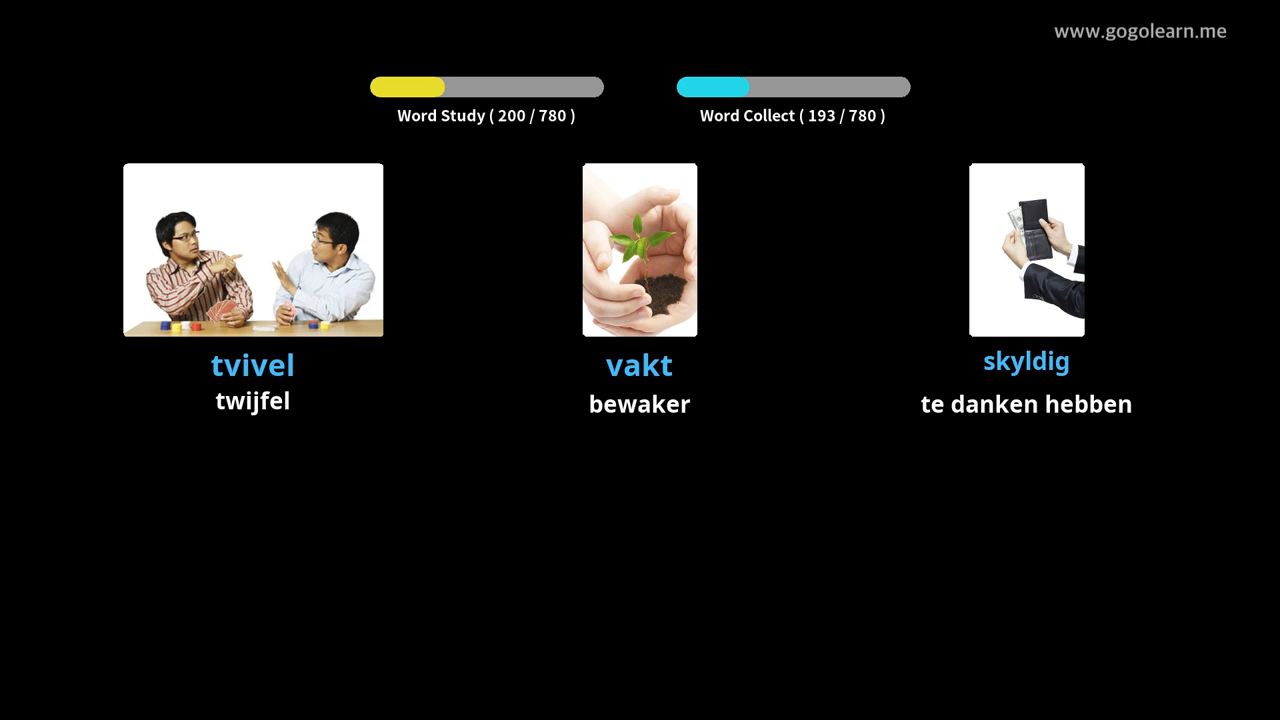 www.gogolearn.me
Word Study ( 200 / 780 )
Word Collect ( 193 / 780 )
tvivel
twijfel
vakt
bewaker
skyldig
te danken hebben